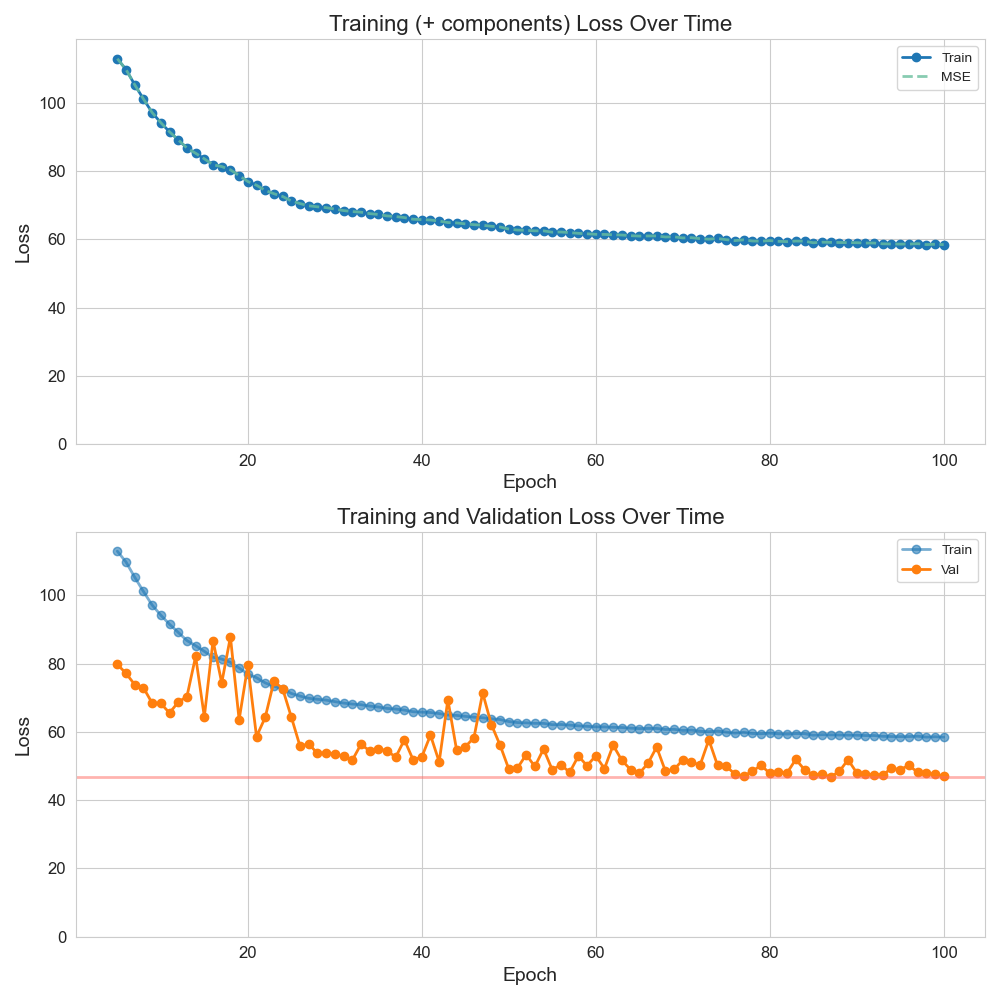 Training (+ components) Loss Over Time
Train
MSE
Loss
100
80
60
40
20
0
20 40 60 80 100
Epoch
Training and Validation Loss Over Time
Train
Val
Loss
100
80
60
40
20
0
20 40 60 80 100
Epoch